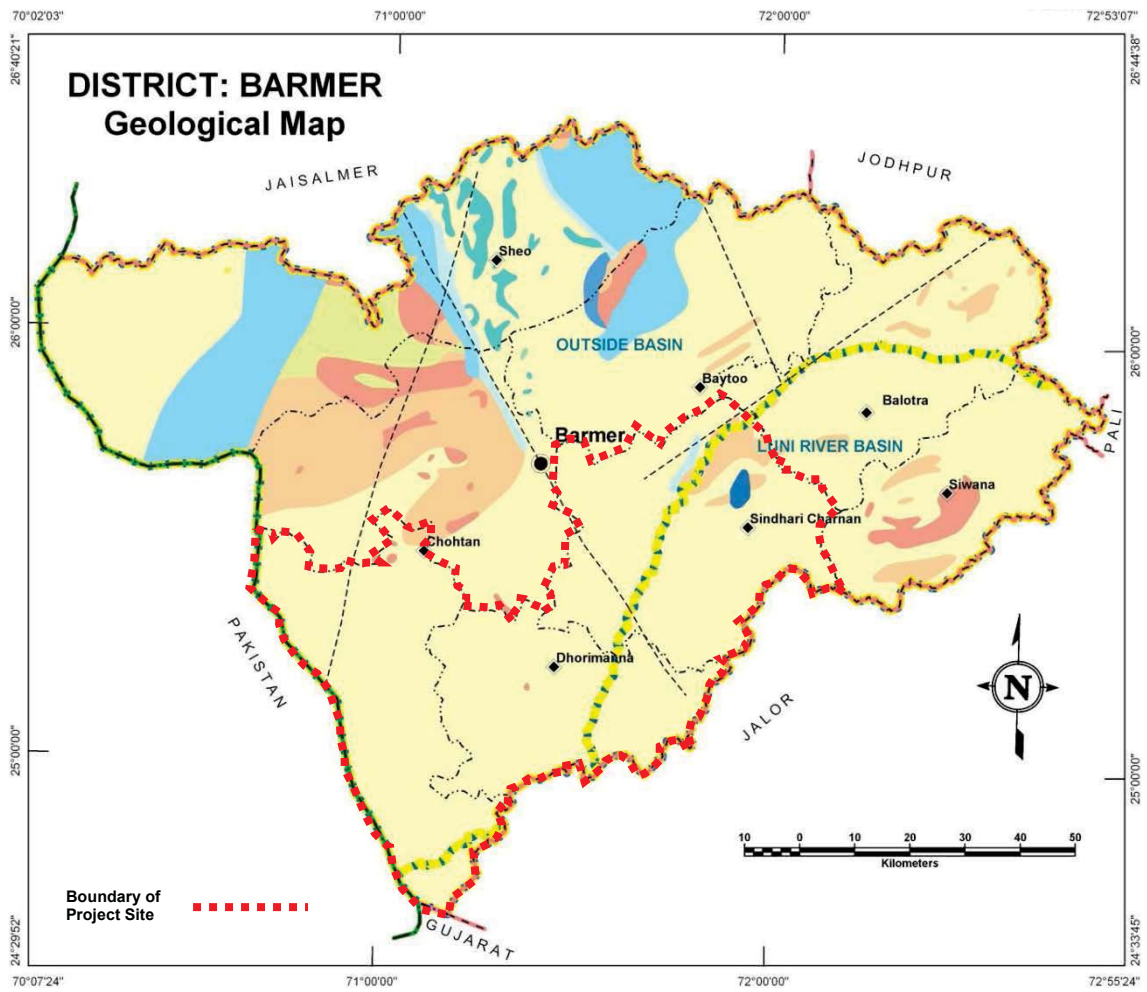 70°02'03"
71°00'00"
72°00'00"
72°53'07"
26°40'21"
26°44'38"
DISTRICT: BARMER
Geological Map
JAISALMER
JODHPUR
Sheo
26°00'00"
26°00'00"
OUTSIDE BASIN
Baytoo
Balotra
PALI
Barmer
LUNI RIVER BASIN
Siwana
Sindhari Charnan
Chohtan
PAKISTAN
Dhorimanna
JALOR
N
25°00'00"
25°00'00"
10 0 10 20 30 40 50
Kilometers
Boundary of
Project Site
GUJARAT
24°29'52"
24°33'45"
70°07'24"
71°00'00"
72°00'00"
72°55'24"